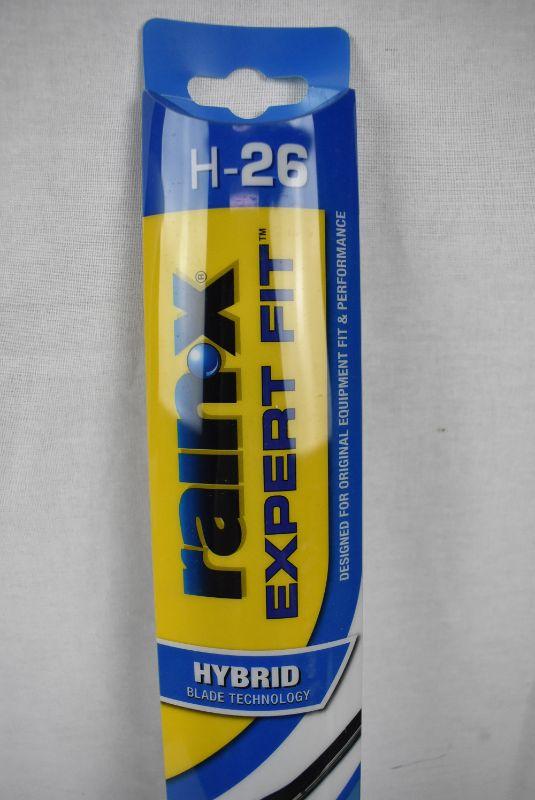 H-26
rain-x®
EXPERT FIT™
DESIGNED FOR ORIGINAL EQUIPMENT FIT & PERFORMANCE
HYBRID
BLADE TECHNOLOGY